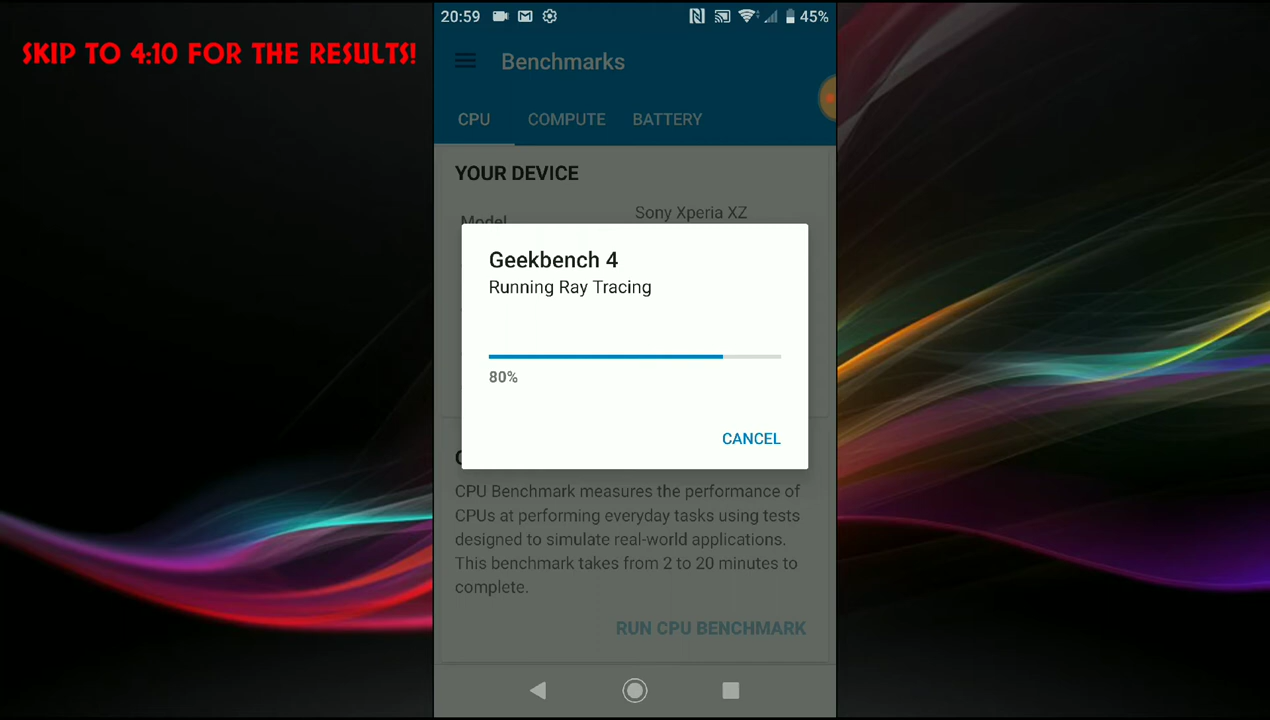 SKIP TO 4:10 FOR THE RESULTS!
20:59
45%
Benchmarks
CPU
COMPUTE
BATTERY
YOUR DEVICE
Model
Sony Xperia XZ
Geekbench 4
Running Ray Tracing
80%
CANCEL
CPU Benchmark measures the performance of
CPUs at performing everyday tasks using tests
designed to simulate real-world applications.
This benchmark takes from 2 to 20 minutes to
complete.
RUN CPU BENCHMARK